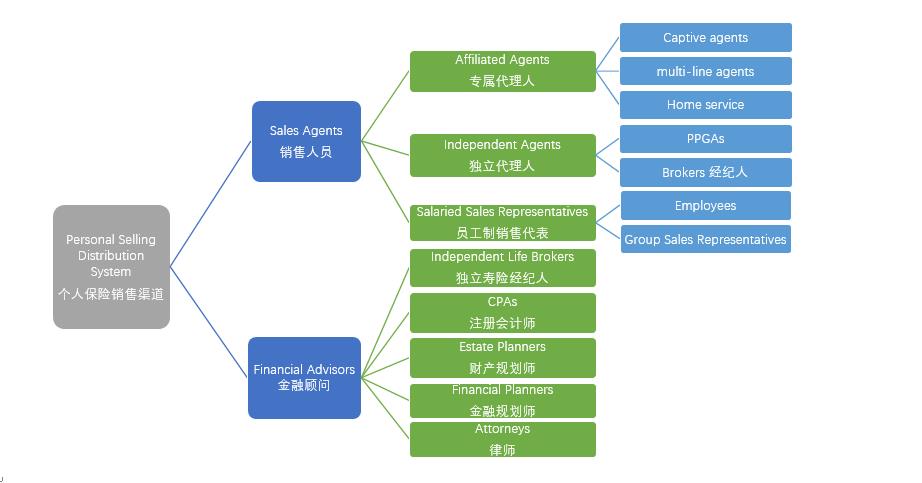 Personal Selling
Distribution
System
个人保险销售渠道
Sales Agents
销售人员
Financial Advisors
金融顾问
Affiliated Agents
专属代理人
Independent Agents
独立代理人
Salaried Sales Representatives
员工制销售代表
Independent Life Brokers
独立寿险经纪人
CPAs
注册会计师
Estate Planners
财产规划师
Financial Planners
金融规划师
Attorneys
律师
Captive agents
multi-line agents
Home service
PPGAs
Brokers 经纪人
Employees
Group Sales Representatives